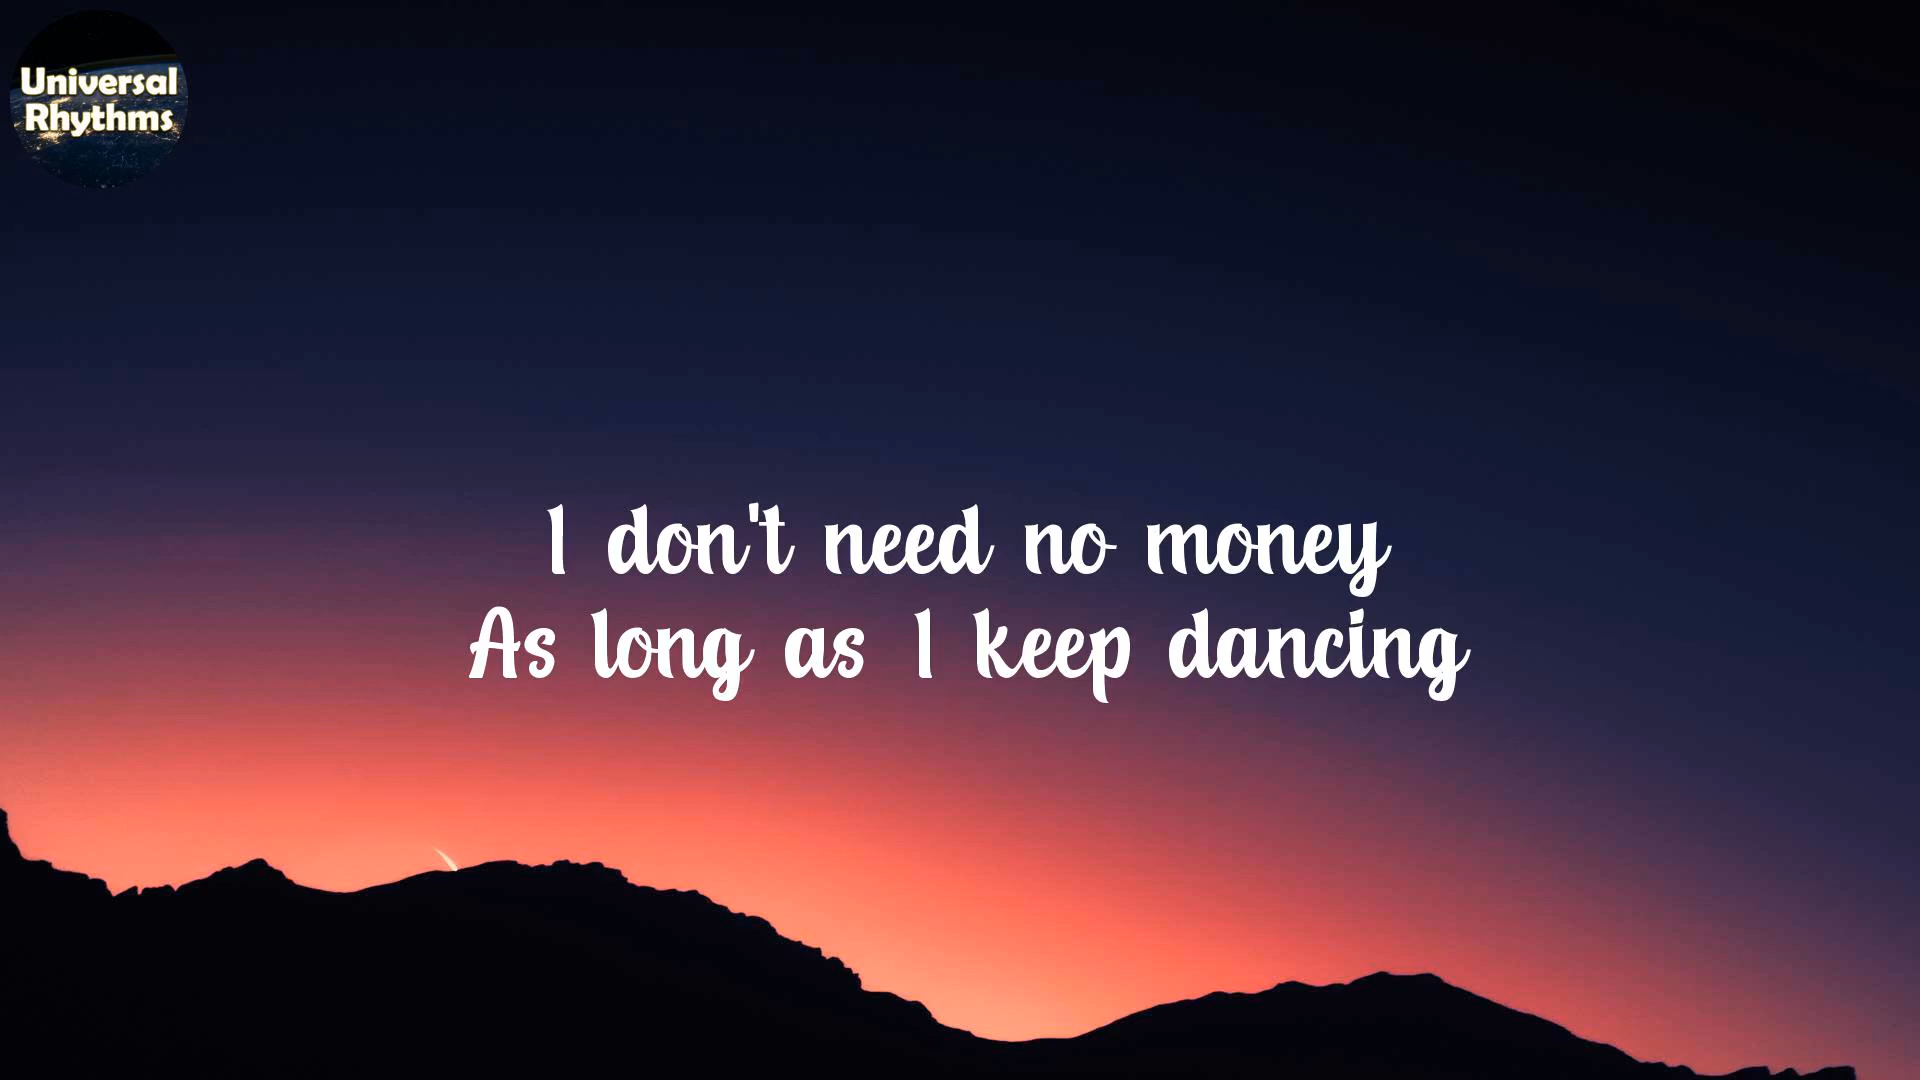 Universal
Rhythms
I don't need no money
As long as I keep dancing